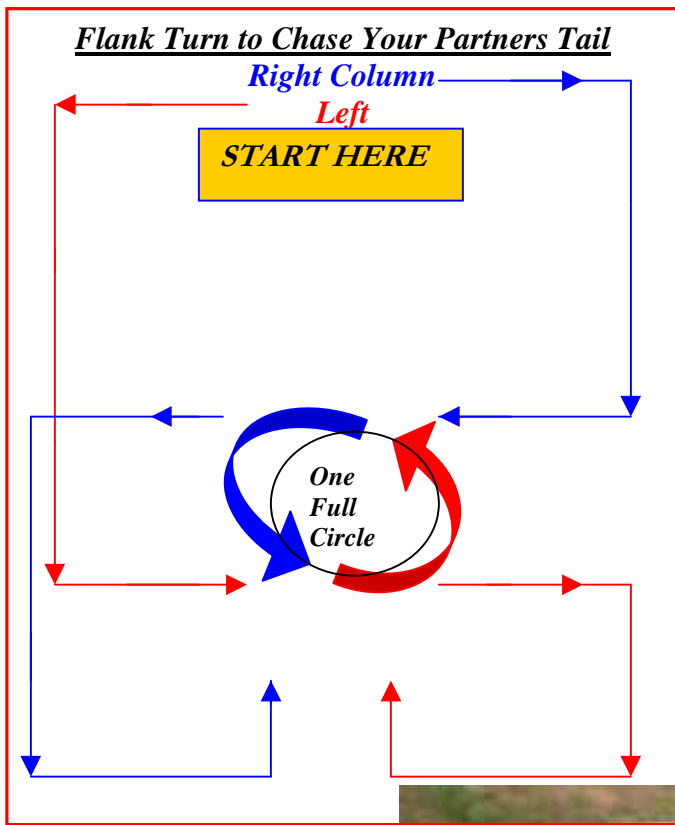 Flank Turn to Chase Your Partners Tail
Right Column
Left
START HERE
One
Full
Circle